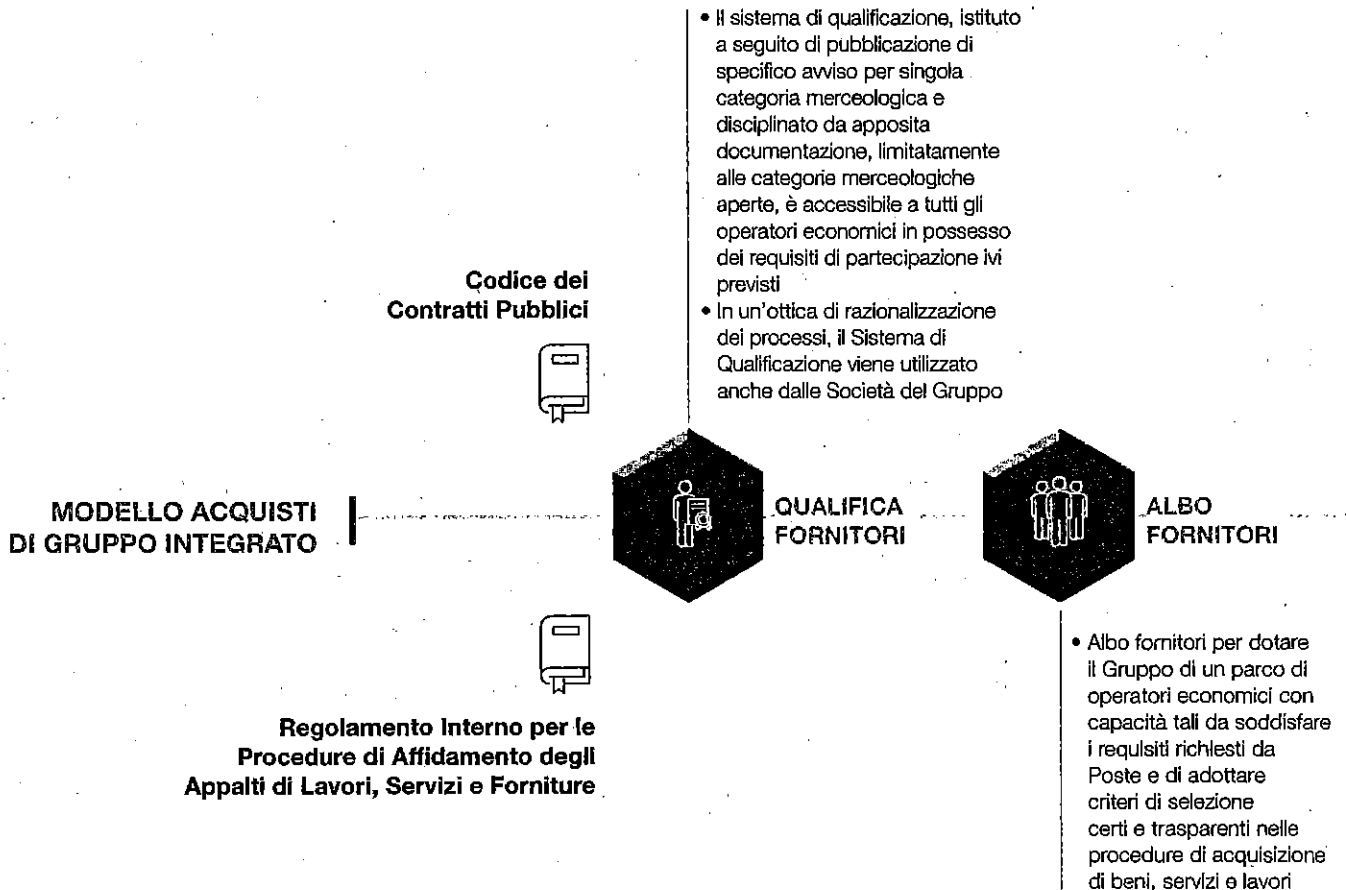 • Il sistema di qualificazione, istituto
a seguito di pubblicazione di
specifico avviso per singola
categoria merceologica e
disciplinato da apposita
documentazione, limitatamente
alle categorie merceologiche
aperte, è accessibile a tutti gli
operatori economici in possesso
dei requisiti di partecipazione ivi
previsti
• In un'ottica di razionalizzazione
dei processi, il Sistema di
Qualificazione viene utilizzato
anche dalle Società del Gruppo
Codice dei
Contratti Pubblici
MODELLO ACQUISTI
DI GRUPPO INTEGRATO
QUALIFICA
FORNITORI
ALBO
FORNITORI
Regolamento Interno per le
Procedure di Affidamento degli
Appalti di Lavori, Servizi e Forniture
• Albo fornitori per dotare
il Gruppo di un parco di
operatori economici con
capacità tali da soddisfare
i requisiti richiesti da
Poste e di adottare
criteri di selezione
certi e trasparenti nelle
procedure di acquisizione
di beni, servizi e lavori